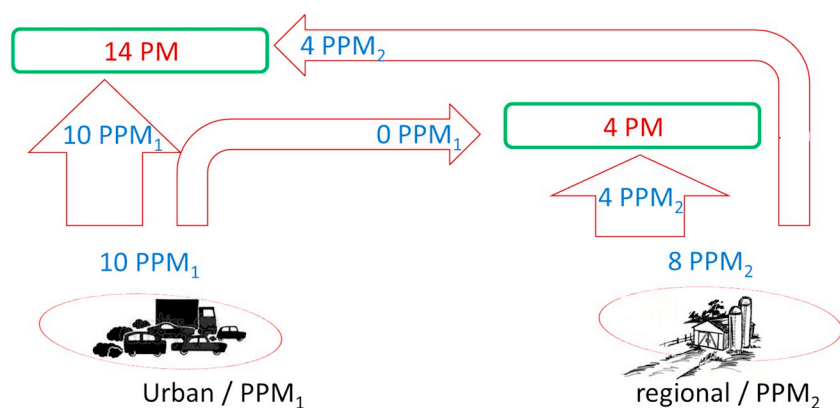 14 PM
4 PPM₂
10 PPM₁
0 PPM₁
4 PM
4 PPM₂
10 PPM₁
8 PPM₂
Urban / PPM₁
regional / PPM₂